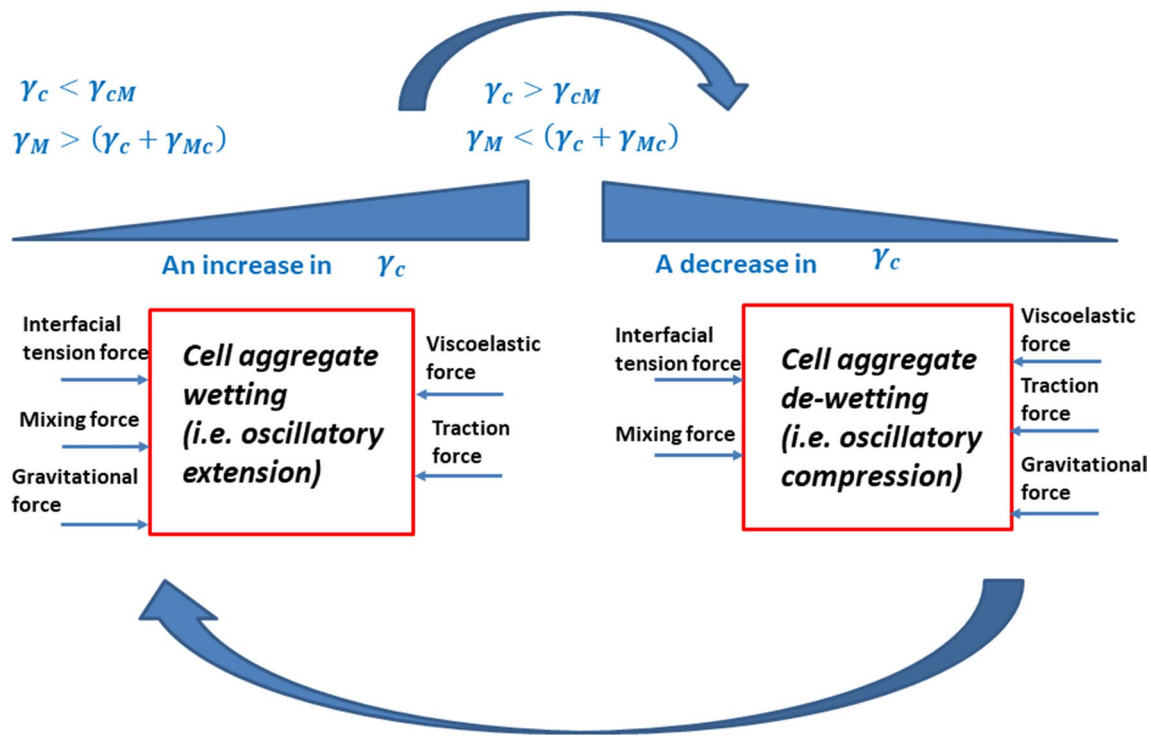 γc < γcM
γM > (γc + γMc)
γc > γcM
γM < (γc + γMc)
An increase in γc
A decrease in γc
Interfacial
tension force
Mixing force
Gravitational
force
Cell aggregate
wetting
(i.e. oscillatory
extension)
Viscoelastic
force
Traction
force
Interfacial
tension force
Mixing force
Cell aggregate
de-wetting
(i.e. oscillatory
compression)
Viscoelastic
force
Traction
force
Gravitational
force